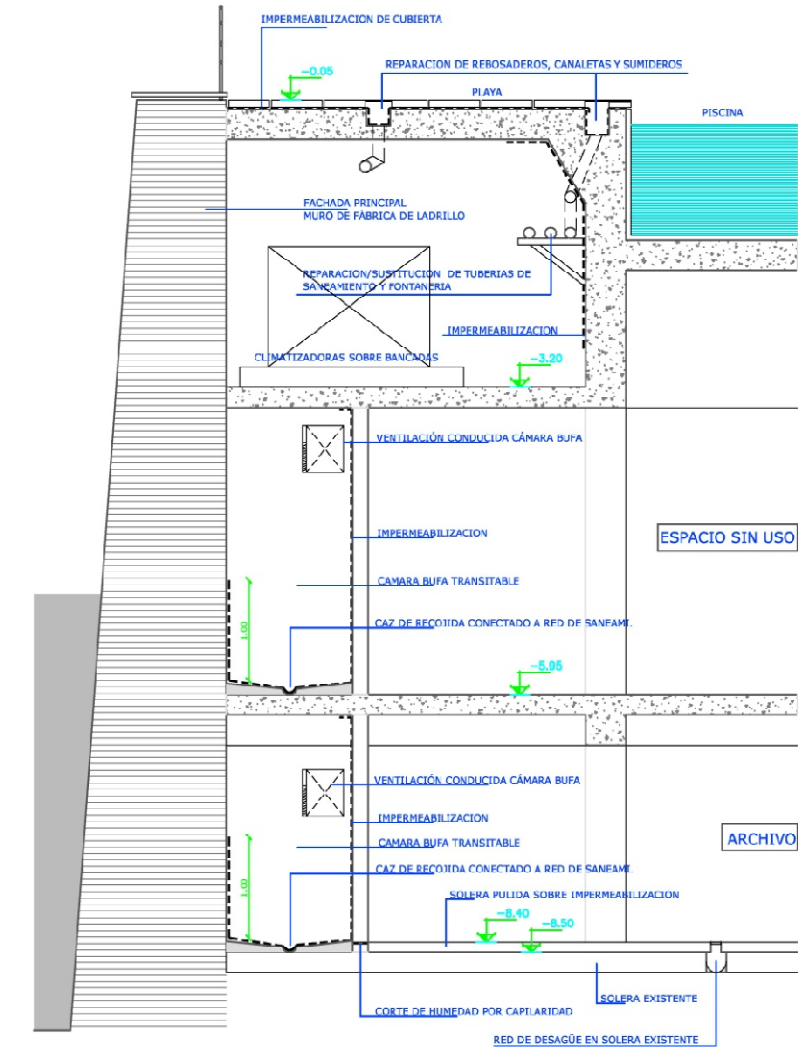 IMPERMEABILIZACION DE CUBIERTA
-0.05
REPARACION DE REBOSADEROS, CANALETAS Y SUMIDEROS
PLAYA
PISCINA
FACHADA PRINCIPAL
MURO DE FÁBRICA DE LADRILLO
REPARACION/SUSTITUCION DE TUBERIAS DE
SANEAMIENTO Y FONTANERIA
IMPERMEABILIZACION
CLIMATIZADORAS SOBRE BANCADAS
-3.20
VENTILACIÓN CONDUCIDA CÁMARA BUFA
IMPERMEABILIZACION
ESPACIO SIN USO
CAMARA BUFA TRANSITABLE
1.00
CAZ DE RECOJIDA CONECTADO A RED DE SANEAMI.
-5.95
VENTILACIÓN CONDUCIDA CÁMARA BUFA
IMPERMEABILIZACION
CAMARA BUFA TRANSITABLE
ARCHIVO
1.00
CAZ DE RECOJIDA CONECTADO A RED DE SANEAMI.
SOLERA PULIDA SOBRE IMPERMEABILIZACION
-8.40
-8.50
SOLERA EXISTENTE
CORTE DE HUMEDAD POR CAPILARIDAD
RED DE DESAGÜE EN SOLERA EXISTENTE